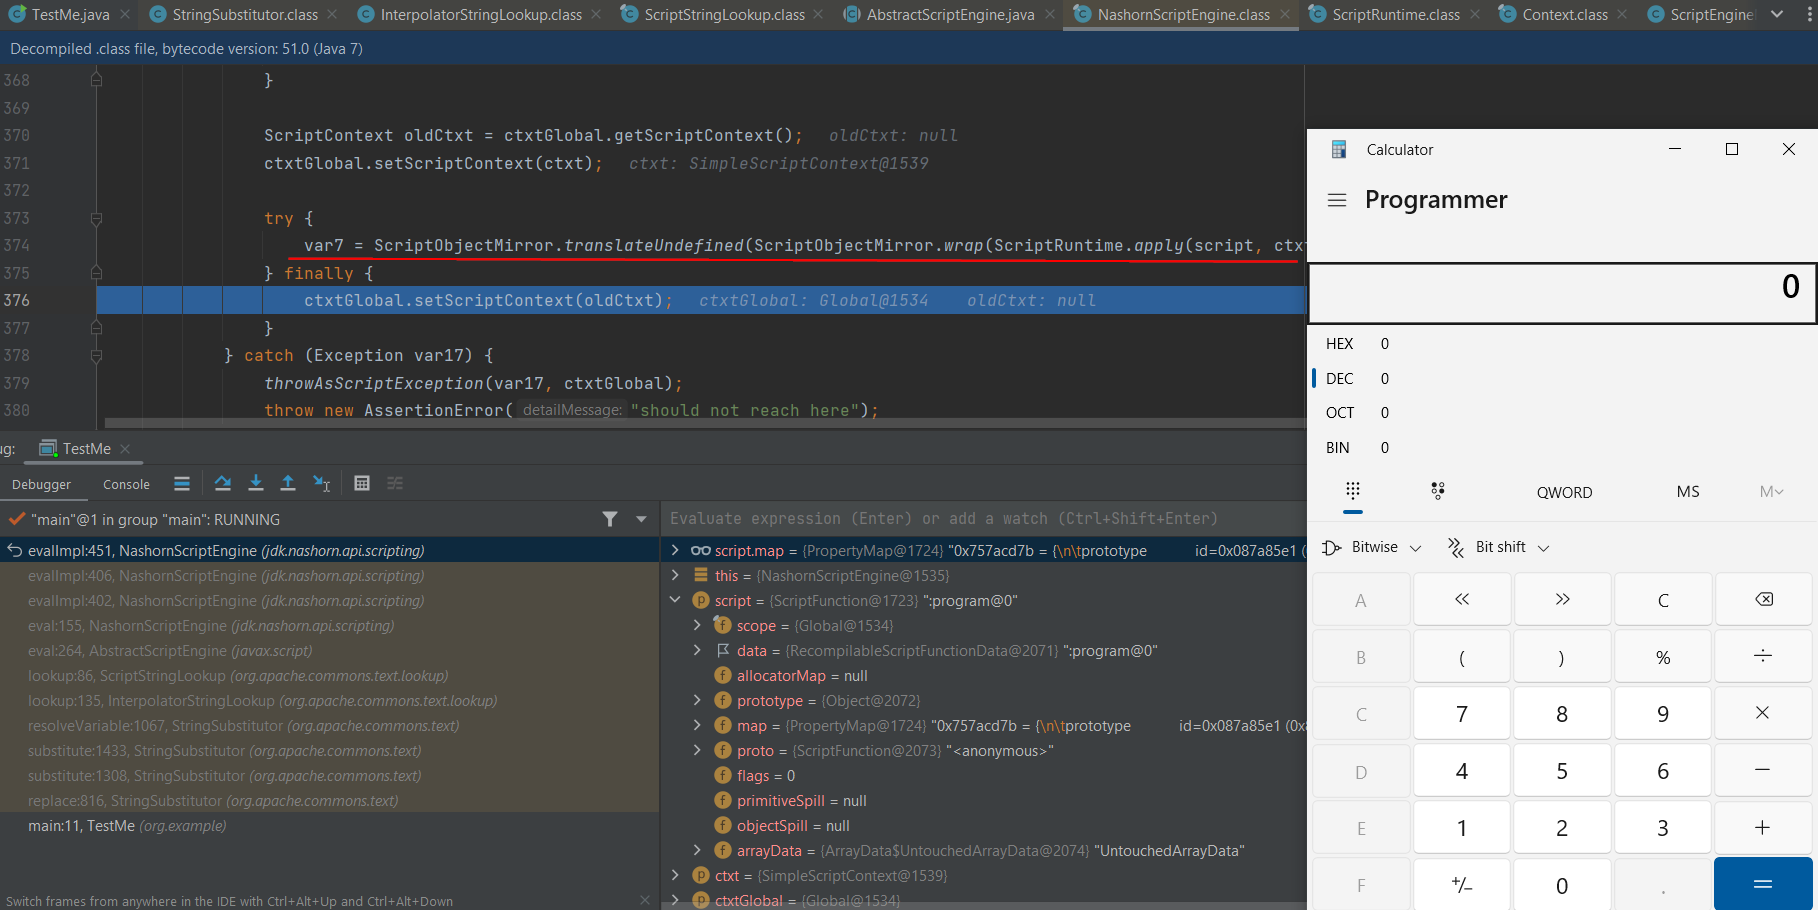 TestMe.java
StringSubstitutor.class
InterpolatorStringLookup.class
ScriptStringLookup.class
AbstractScriptEngine.java
NashornScriptEngine.class
ScriptRuntime.class
Context.class
ScriptEngine
Decompiled .class file, bytecode version: 51.0 (Java 7)
368 }
369
370 ScriptContext oldCtxt = ctxtGlobal.getScriptContext(); oldCtxt: null
371 ctxtGlobal.setScriptContext(ctxt); ctxt: SimpleScriptContext@1539
372
373 try {
374 var7 = ScriptObjectMirror.translateUndefined(ScriptObjectMirror.wrap(ScriptRuntime.apply(script, ctx
375 } finally {
376 ctxtGlobal.setScriptContext(oldCtxt); ctxtGlobal: Global@1534 oldCtxt: null
377 }
378 } catch (Exception var17) {
379 throwAsScriptException(var17, ctxtGlobal);
380 throw new AssertionError( detailMessage: "should not reach here");
ug: TestMe
Debugger Console
"main"@1 in group "main": RUNNING
evalImpl:451, NashornScriptEngine (jdk.nashorn.api.scripting)
evalImpl:406, NashornScriptEngine (jdk.nashorn.api.scripting)
evalImpl:402, NashornScriptEngine (jdk.nashorn.api.scripting)
eval:155, NashornScriptEngine (jdk.nashorn.api.scripting)
eval:264, AbstractScriptEngine (javax.script)
lookup:86, ScriptStringLookup (org.apache.commons.text.lookup)
lookup:135, InterpolatorStringLookup (org.apache.commons.text.lookup)
resolveVariable:1067, StringSubstitutor (org.apache.commons.text)
substitute:1433, StringSubstitutor (org.apache.commons.text)
substitute:1308, StringSubstitutor (org.apache.commons.text)
replace:816, StringSubstitutor (org.apache.commons.text)
main:11, TestMe (org.example)
Switch frames from anywhere in the IDE with Ctrl+Alt+Up and Ctrl+Alt+Down
Evaluate expression (Enter) or add a watch (Ctrl+Shift+Enter)
script.map = {PropertyMap@1724} "0x757acd7b = {\n\tprototype id=0x087a85e1 (
this = {NashornScriptEngine@1535}
script = {ScriptFunction@1723} ":program@0"
scope = {Global@1534}
data = {RecompilableScriptFunctionData@2071} ":program@0"
allocatorMap = null
prototype = {Object@2072}
map = {PropertyMap@1724} "0x757acd7b = {\n\tprototype id=0x087a85e1 (0x
proto = {ScriptFunction@2073} "<anonymous>"
flags = 0
primitiveSpill = null
objectSpill = null
arrayData = {ArrayData$UntouchedArrayData@2074} "UntouchedArrayData"
ctxt = {SimpleScriptContext@1539}
ctxtGlobal = {Global@1534}
Calculator
Programmer
0
HEX 0
DEC 0
OCT 0
BIN 0
QWORD MS M
Bitwise Bit shift
A « » C
B ( ) % ÷
C 7 8 9 ×
D 4 5 6 −
E 1 2 3 +
F +/− 0 . =